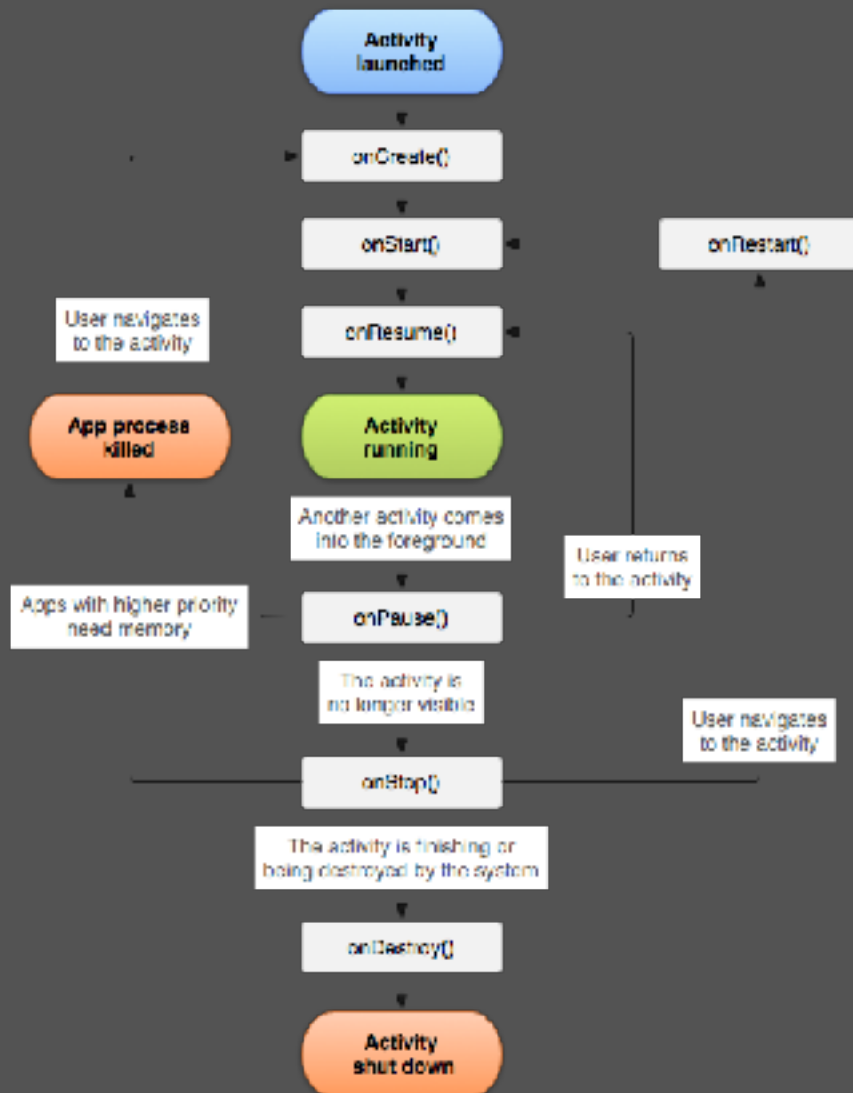 Activity
launched
onCreate()
onStart()
onRestart()
User navigates
to the activity
onResume()
App process
killed
Activity
running
Another activity comes
into the foreground
User returns
to the activity
Apps with higher priority
need memory
onPause()
The activity is
no longer visible
User navigates
to the activity
onStop()
The activity is finishing or
being destroyed by the system
onDestroy()
Activity
shut down